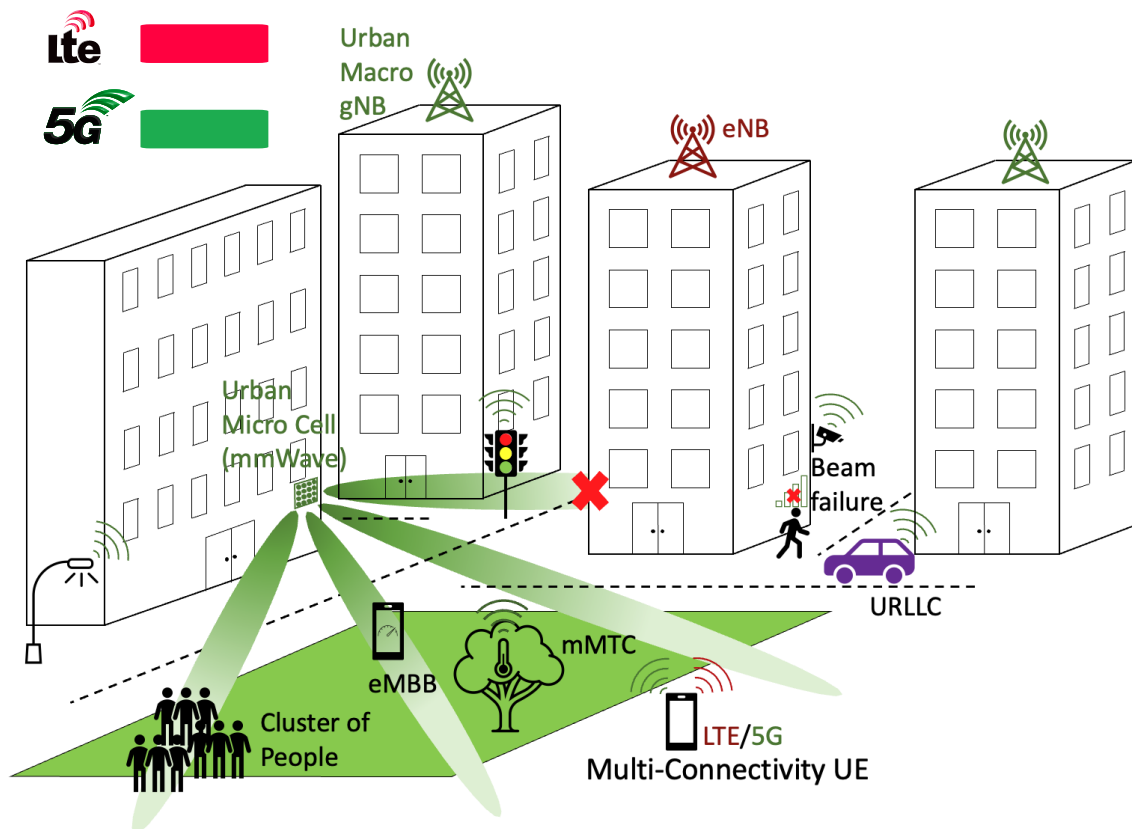 Lte
5G
Urban
Macro
gNB
eNB
Urban
Micro Cell
(mmWave)
Beam
failure
URLLC
mMTC
eMBB
Cluster of
People
LTE/5G
Multi-Connectivity UE